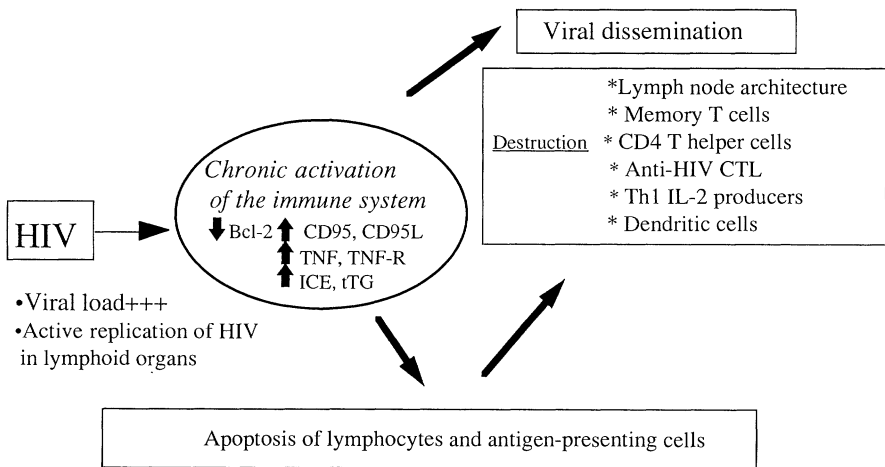 Viral dissemination
*Lymph node architecture
* Memory T cells
Destruction * CD4 T helper cells
* Anti-HIV CTL
* Th1 IL-2 producers
* Dendritic cells
Chronic activation
of the immune system
Bcl-2 CD95, CD95L
TNF, TNF-R
ICE, tTG
HIV
•Viral load+++
•Active replication of HIV
in lymphoid organs
Apoptosis of lymphocytes and antigen-presenting cells